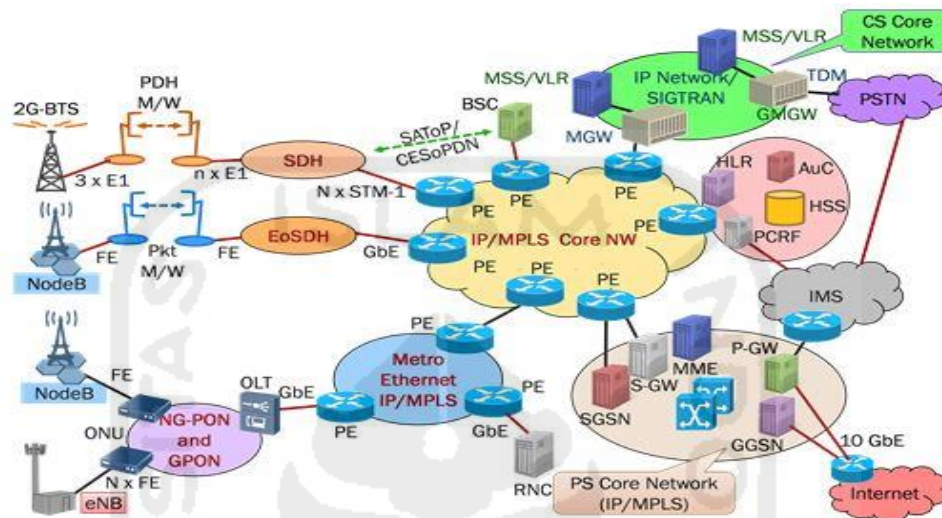 CS Core
Network
MSS/VLR
MSS/VLR
IP Network/
SIGTRAN
TDM
PSTN
GMGW
MGW
BSC
PDH
M/W
2G-BTS
3 x E1
n x E1
SDH
SAToP/
CESoPDN
N x STM-1
PE
PE
PE
HLR
AuC
HSS
PCRF
PE
IP/MPLS Core NW
FE
Pkt
M/W
FE
EoSDH
GbE
PE
NodeB
PE
PE
PE
IMS
NodeB
FE
ONU
NG-PON
and
GPON
N x FE
eNB
OLT
GbE
PE
Metro
Ethernet
IP/MPLS
PE
GbE
RNC
SGSN
S-GW
MME
P-GW
GGSN
10 GbE
Internet
PS Core Network
(IP/MPLS)